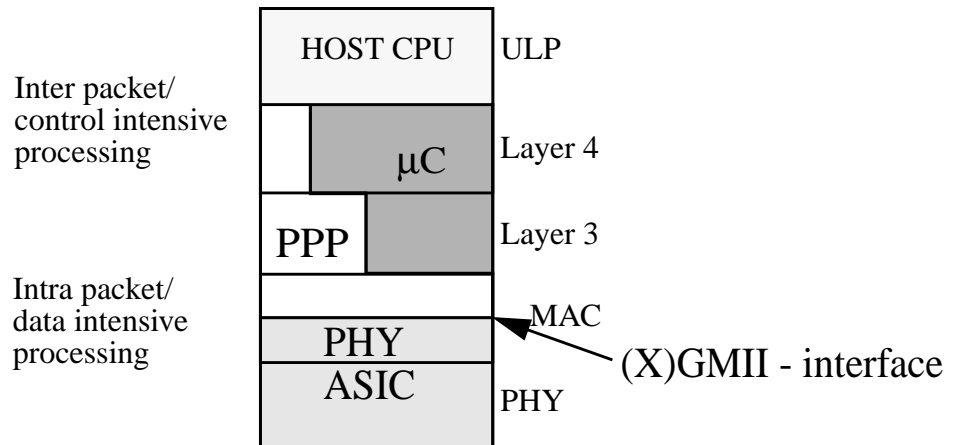 HOST CPU
ULP
Inter packet/
control intensive
processing
μC
Layer 4
PPP
Layer 3
Intra packet/
data intensive
processing
MAC
PHY
(X)GMII - interface
ASIC
PHY